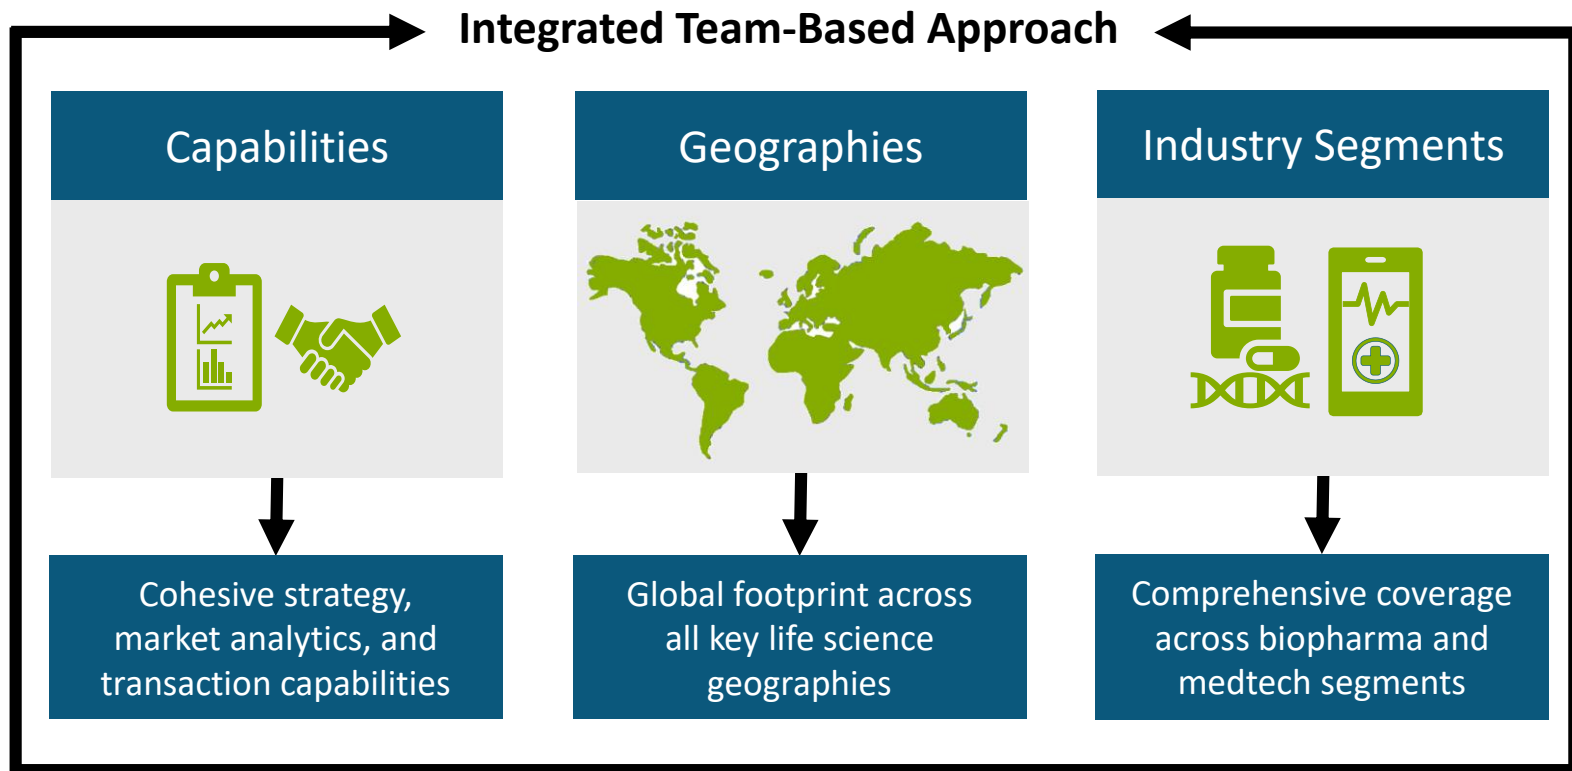 Integrated Team-Based Approach
Capabilities
Geographies
Industry Segments
Cohesive strategy,
market analytics, and
transaction capabilities
Global footprint across
all key life science
geographies
Comprehensive coverage
across biopharma and
medtech segments